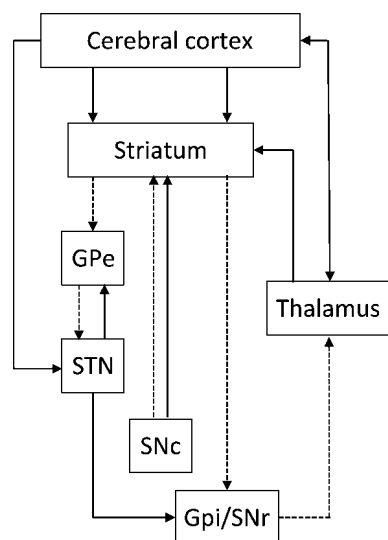 Cerebral cortex
Striatum
GPe
Thalamus
STN
SNc
Gpi/SNr